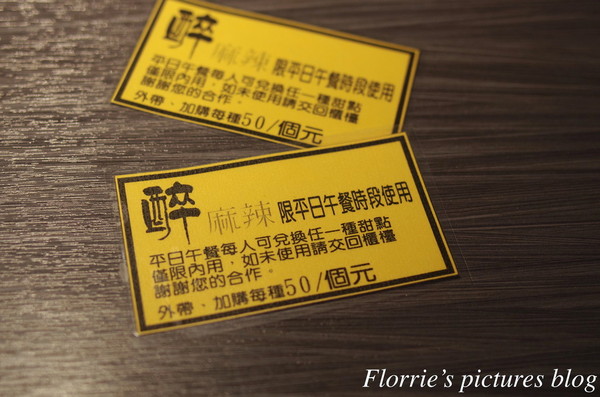 醉 麻辣 限平日午餐時段使用
平日午餐每人可兌換任一種甜點
僅限內用，如未使用請交回櫃檯
謝謝您的合作。
外帶、加購每種50/個元
醉 麻辣 限平日午餐時段使用
平日午餐每人可兌換任一種甜點
僅限內用，如未使用請交回櫃檯
謝謝您的合作。
外帶、加購每種50/個元
Florrie's pictures blog